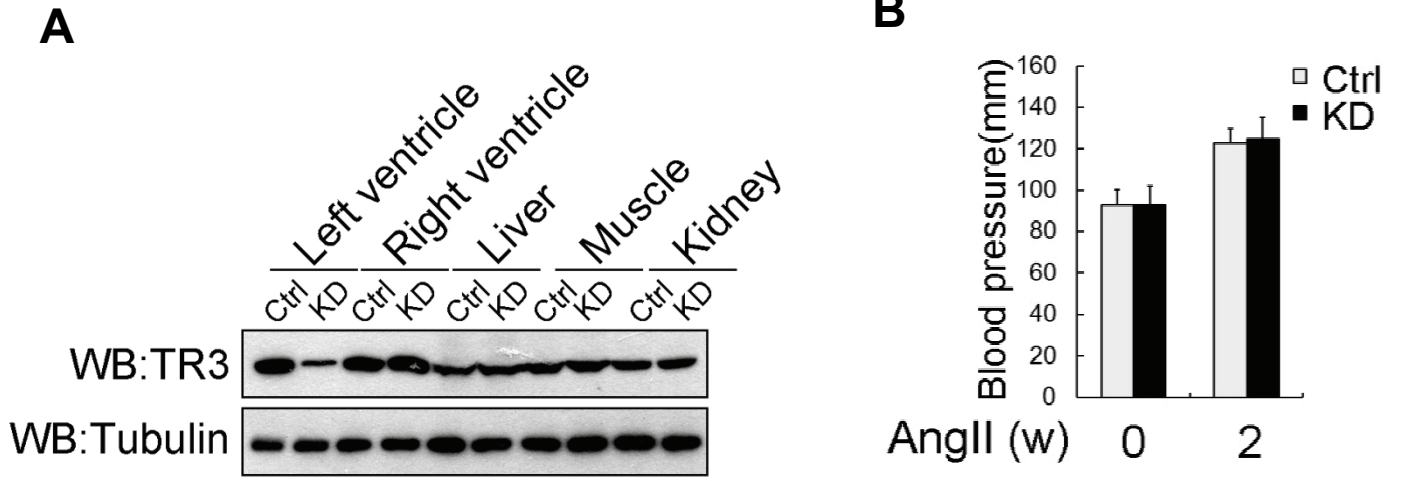 A
Left ventricle
Right ventricle
Liver
Muscle
Kidney
Ctrl KD Ctrl KD Ctrl KD Ctrl KD Ctrl KD
WB:TR3
WB:Tubulin
B
Blood pressure(mm)
160
140
120
100
80
60
40
20
0
Ctrl
KD
AngII (w) 0 2